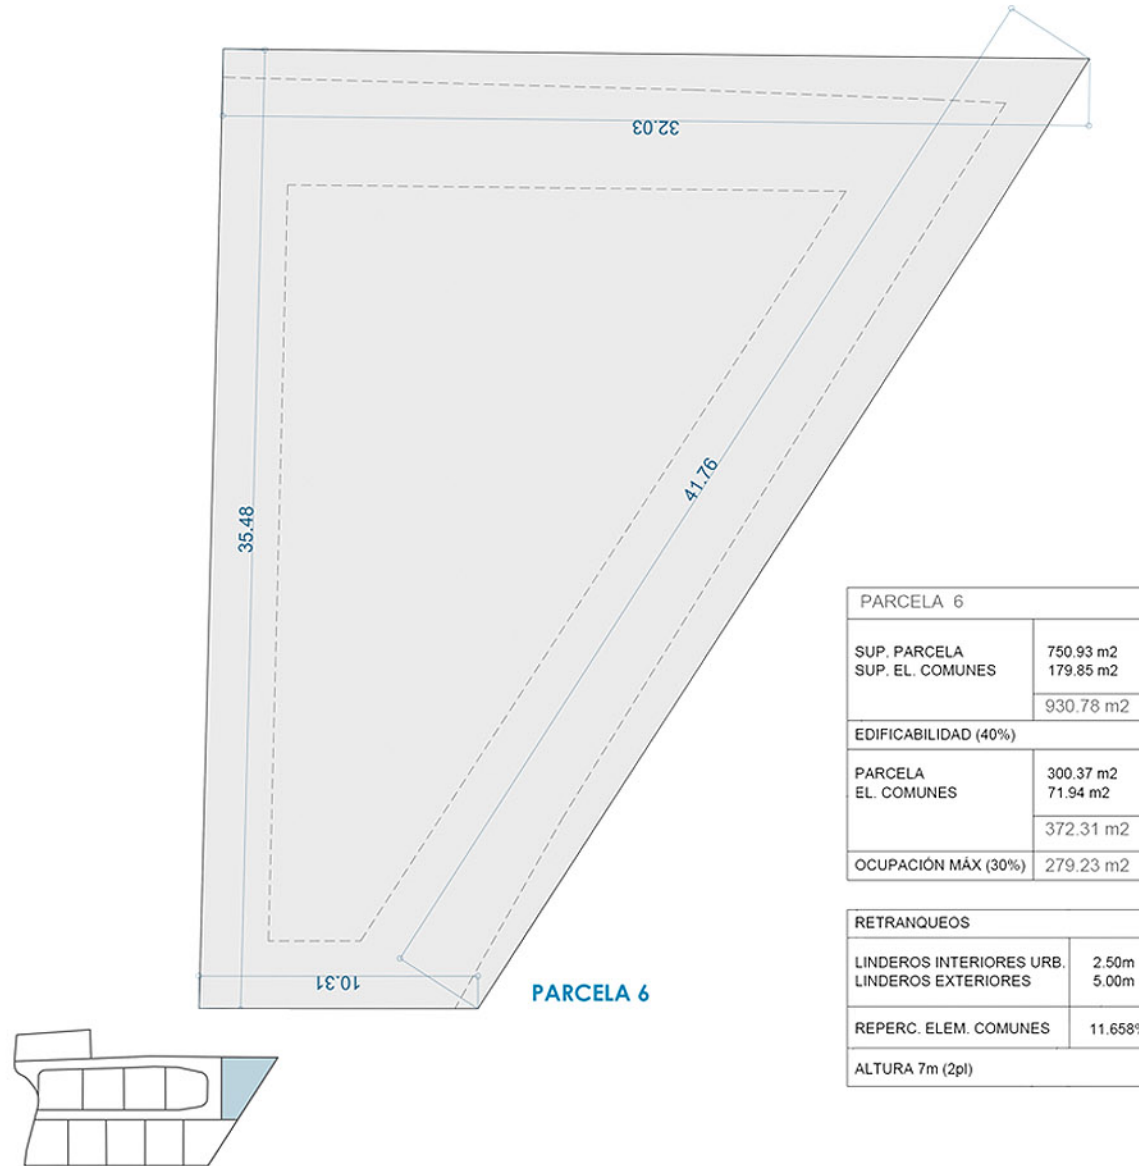 32.03
41.76
35.48
10.31
PARCELA 6
PARCELA 6
SUP. PARCELA 750.93 m2
SUP. EL. COMUNES 179.85 m2
930.78 m2
EDIFICABILIDAD (40%)
PARCELA 300.37 m2
EL. COMUNES 71.94 m2
372.31 m2
OCUPACIÓN MÁX (30%) 279.23 m2
RETRANQUEOS
LINDEROS INTERIORES URB. 2.50m
LINDEROS EXTERIORES 5.00m
REPERC. ELEM. COMUNES 11.658%
ALTURA 7m (2pl)